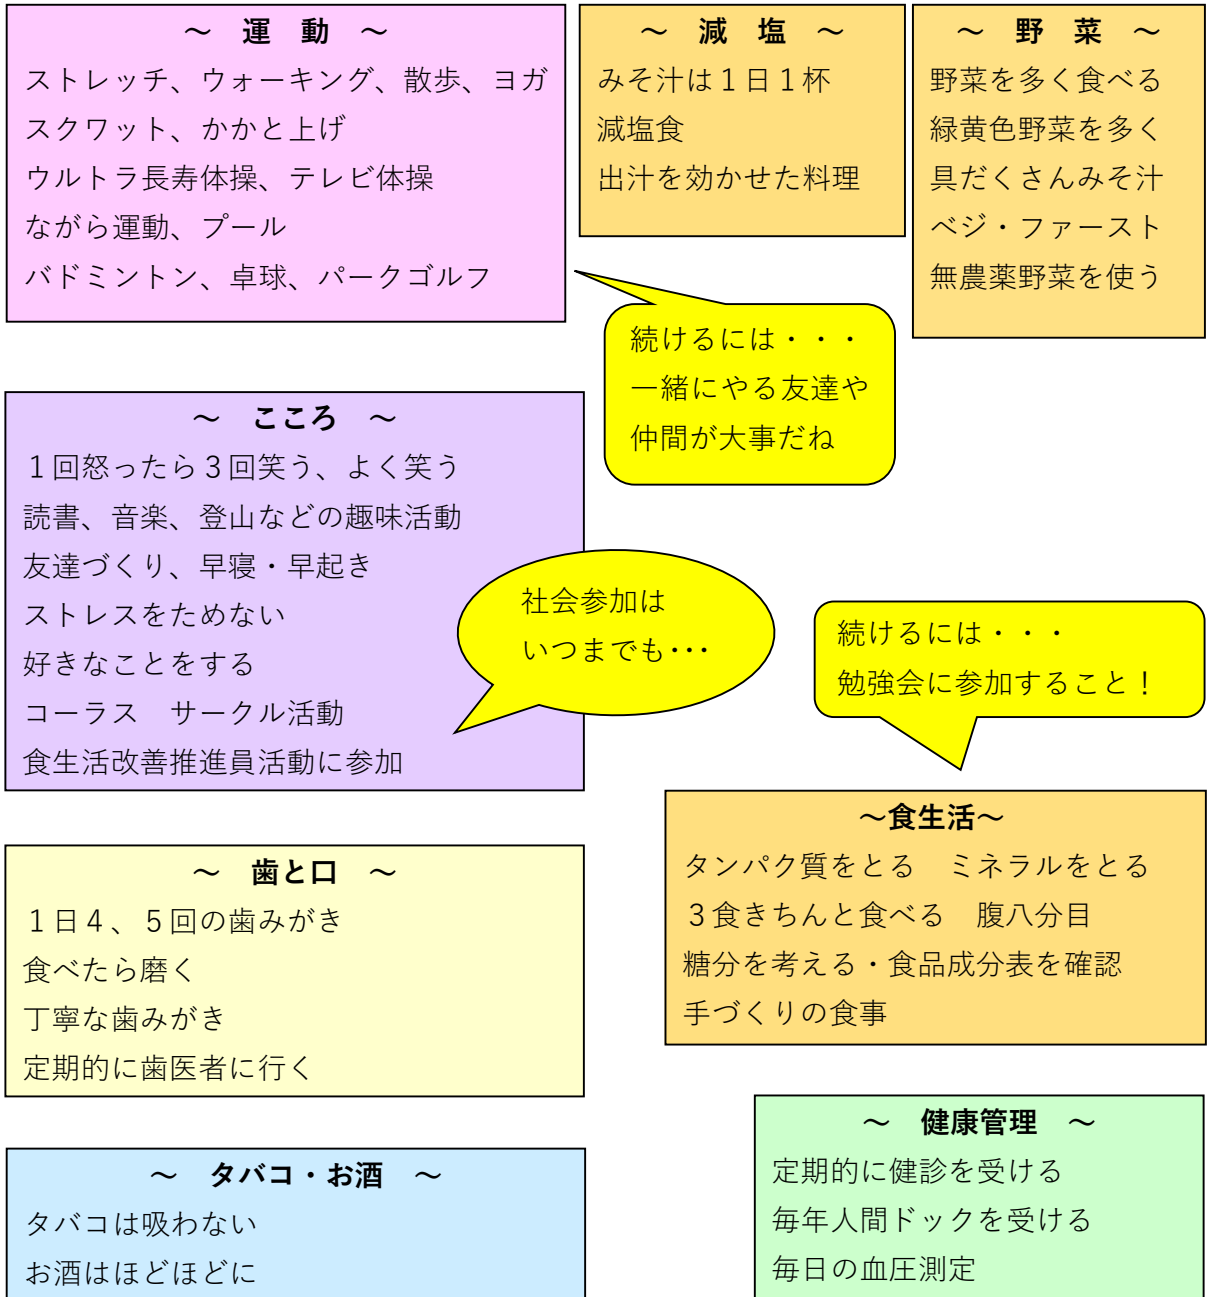 ～　運　動　～
ストレッチ、ウォーキング、散歩、ヨガ
スクワット、かかと上げ
ウルトラ長寿体操、テレビ体操
ながら運動、プール
バドミントン、卓球、パークゴルフ
～　減　塩　～
みそ汁は１日１杯
減塩食
出汁を効かせた料理
～　野　菜　～
野菜を多く食べる
緑黄色野菜を多く
具だくさんみそ汁
ベジ・ファースト
無農薬野菜を使う
続けるには・・・
一緒にやる友達や
仲間が大事だね
～　こころ　～
１回怒ったら３回笑う、よく笑う
読書、音楽、登山などの趣味活動
友達づくり、早寝・早起き
ストレスをためない
好きなことをする
コーラス　サークル活動
食生活改善推進員活動に参加
社会参加は
いつまでも･･･
続けるには・・・
勉強会に参加すること！
～食生活～
タンパク質をとる　ミネラルをとる
３食きちんと食べる　腹八分目
糖分を考える・食品成分表を確認
手づくりの食事
～　歯と口　～
１日４、５回の歯みがき
食べたら磨く
丁寧な歯みがき
定期的に歯医者に行く
～　健康管理　～
定期的に健診を受ける
毎年人間ドックを受ける
毎日の血圧測定
～　タバコ・お酒　～
タバコは吸わない
お酒はほどほどに